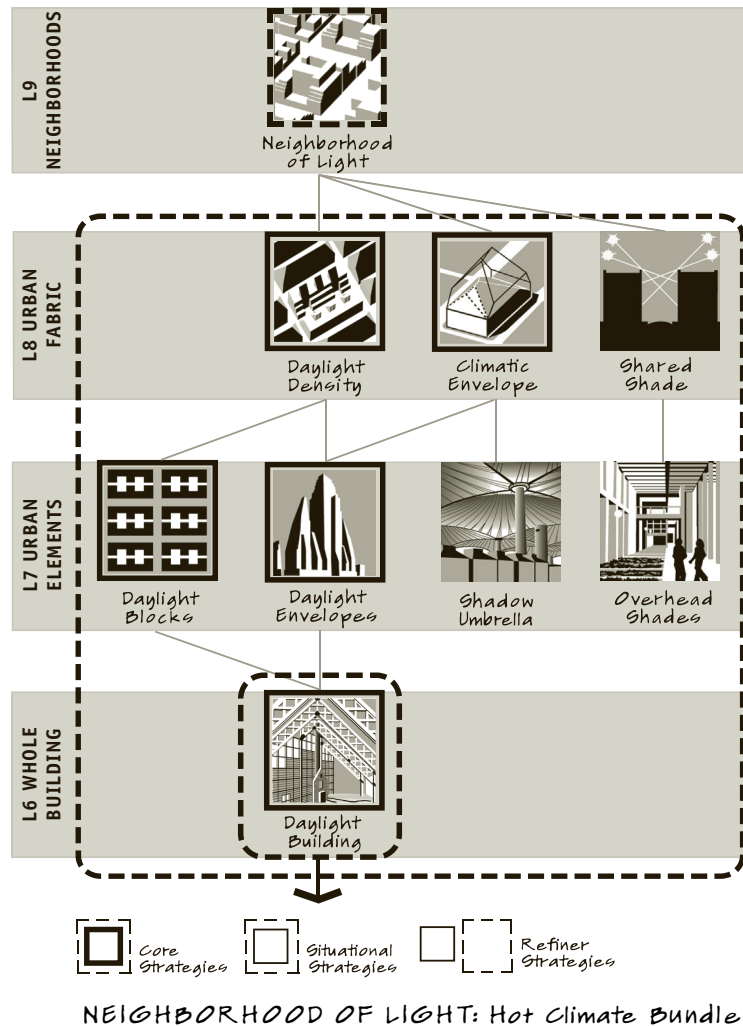 L9
NEIGHBORHOODS
Neighborhood
of Light
L8 URBAN
FABRIC
Daylight
Density
Climatic
Envelope
Shared
Shade
L7 URBAN
ELEMENTS
Daylight
Blocks
Daylight
Envelopes
Shadow
Umbrella
Overhead
Shades
L6 WHOLE
BUILDING
Daylight
Building
Core
Strategies
Situational
Strategies
Refiner
Strategies
NEIGHBORHOOD OF LIGHT: Hot Climate Bundle